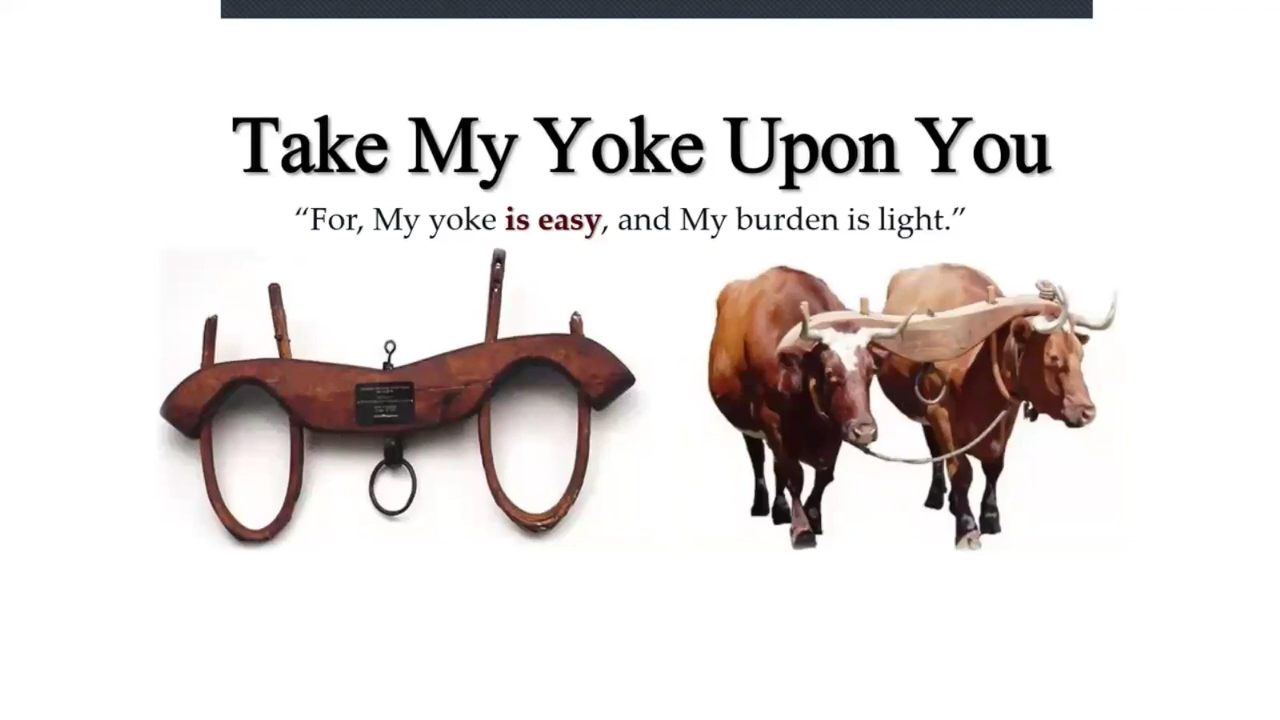 Take My Yoke Upon You
“For, My yoke is easy, and My burden is light.”